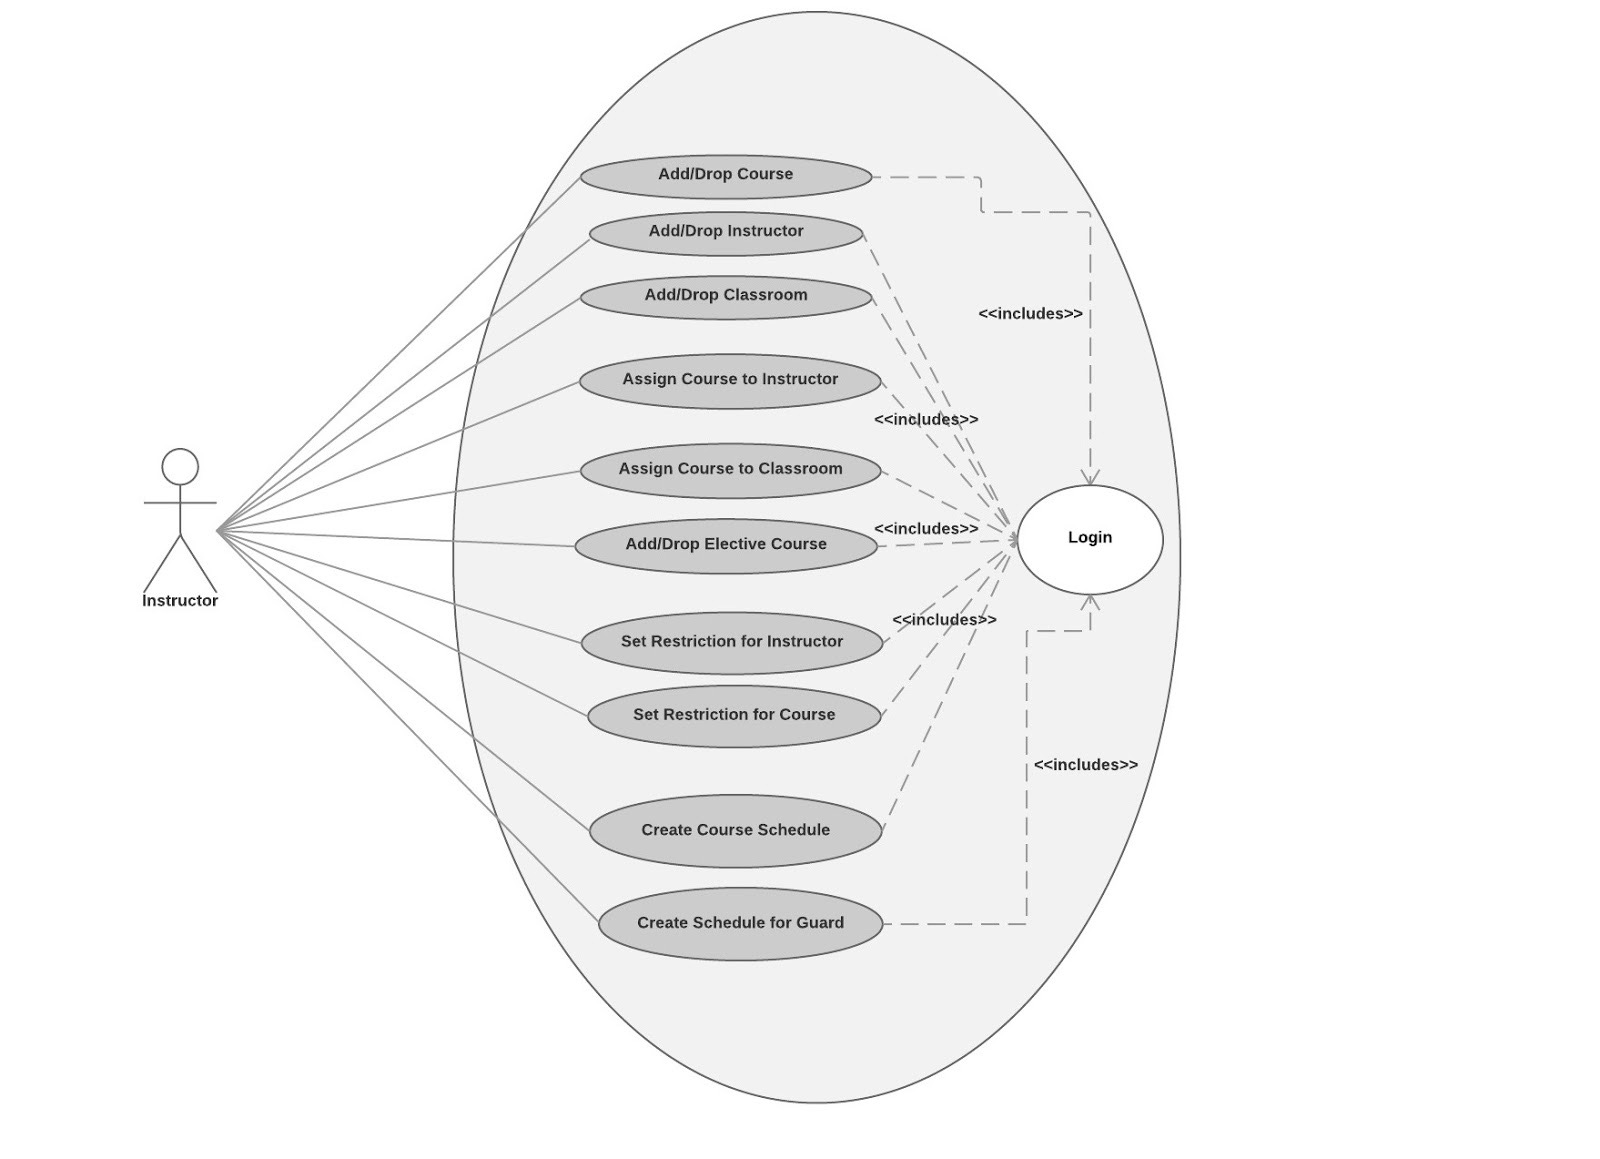 Add/Drop Course
Add/Drop Instructor
Add/Drop Classroom
<<includes>>
Assign Course to Instructor
<<includes>>
Assign Course to Classroom
<<includes>>
Login
Add/Drop Elective Course
Instructor
<<includes>>
Set Restriction for Instructor
Set Restriction for Course
<<includes>>
Create Course Schedule
Create Schedule for Guard